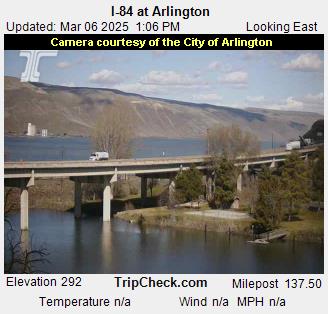 I-84 at Arlington
Updated: Mar 06 2025 1:06 PM Looking East
Camera courtesy of the City of Arlington
Elevation 292 TripCheck.com Milepost 137.50
Temperature n/a Wind n/a MPH n/a